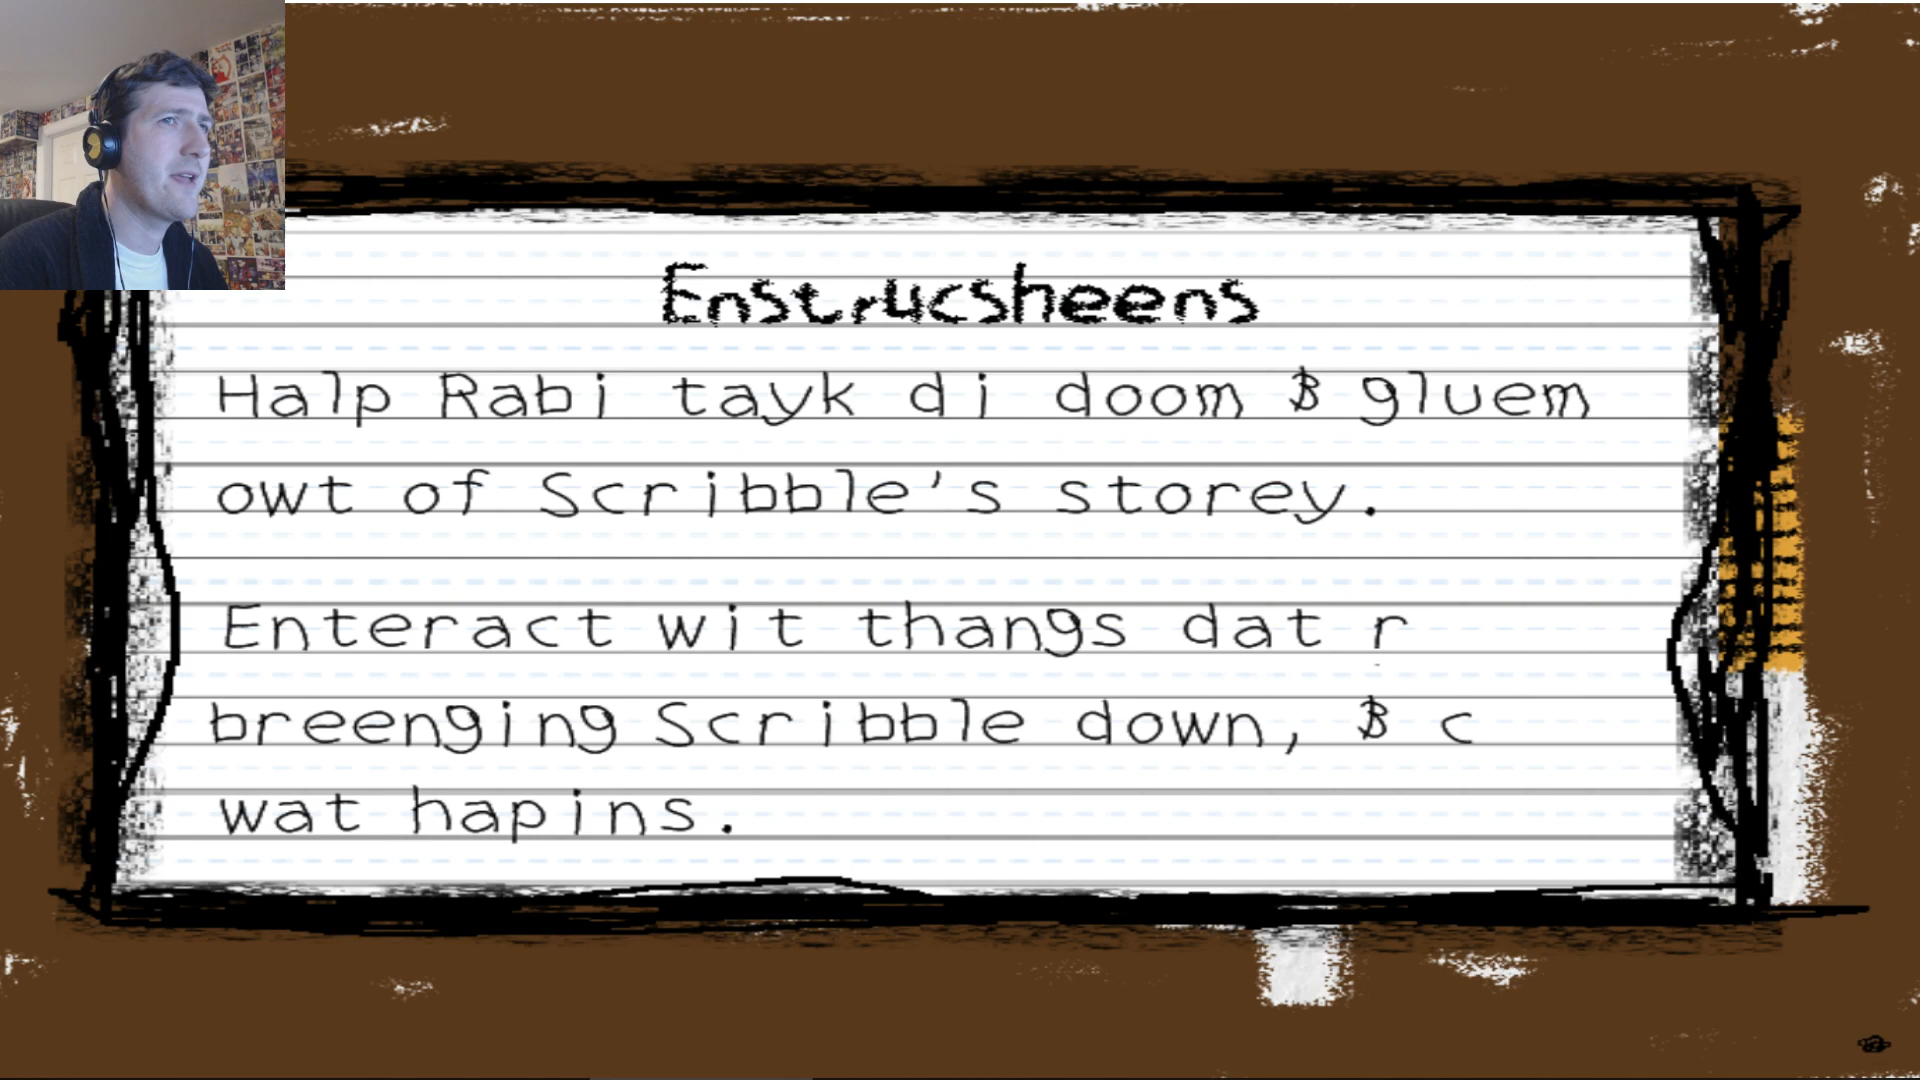 Enstrucsheens
Halp Rabi tayk di doom & gluem
owt of Scribble's storey.
Enteract wit thangs dat r
breenging Scribble down, & c
wat hapins.